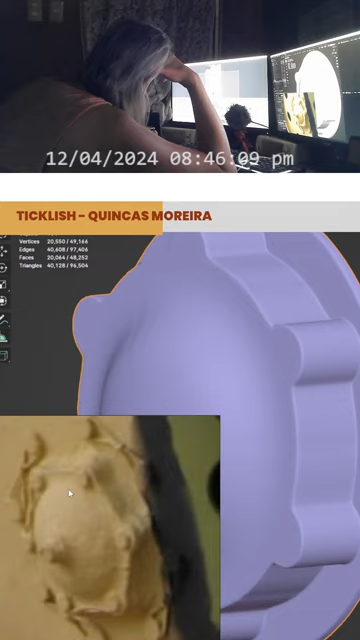 12/04/2024 08:46:09 pm
TICKLISH - QUINCAS MOREIRA
Vertices 20,550 / 49,166
Edges 40,608 / 97,406
Faces 20,064 / 48,252
Triangles 40,128 / 96,504